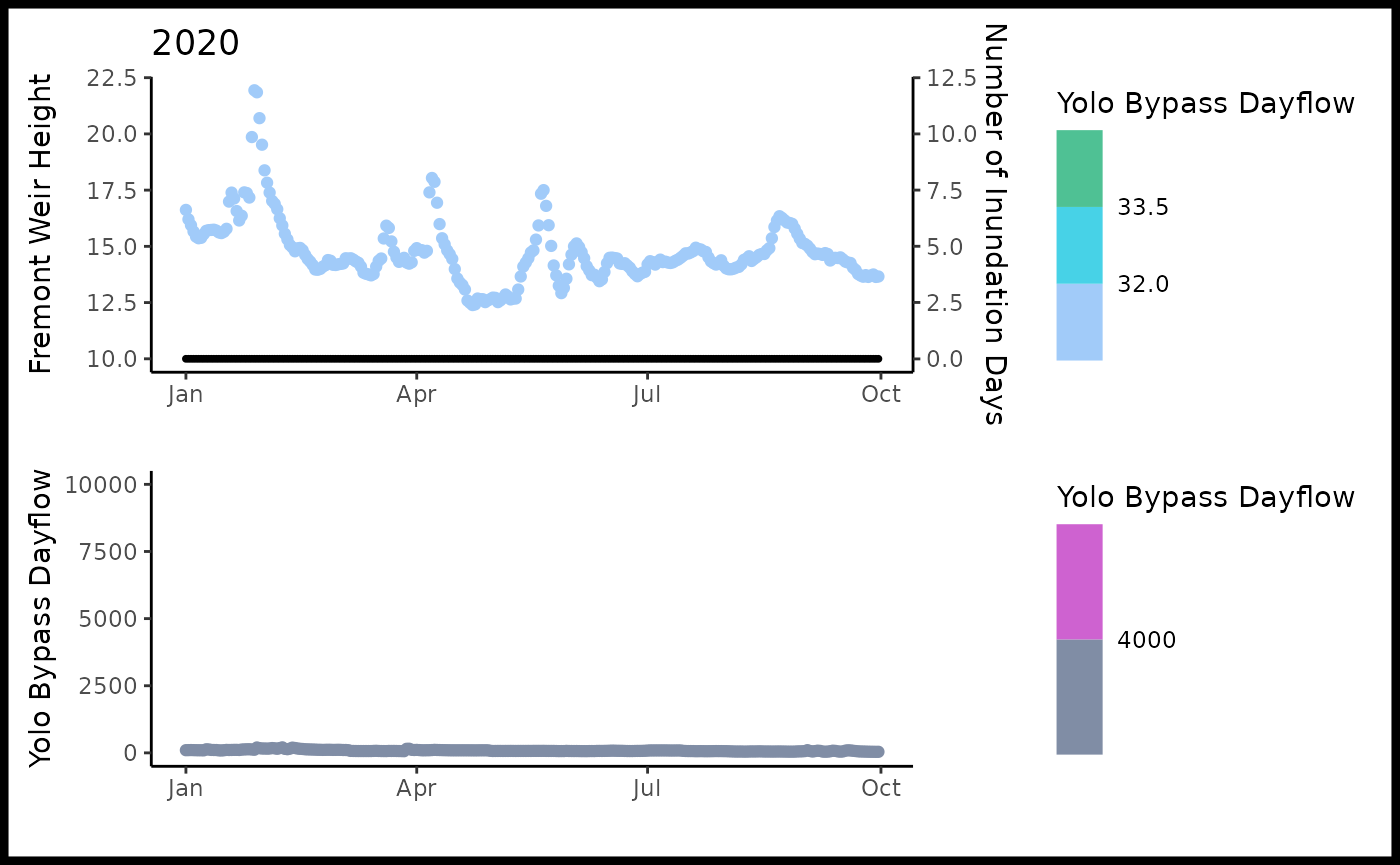 2020
Fremont Weir Height
22.5
20.0
17.5
15.0
12.5
10.0
12.5
10.0
7.5
5.0
2.5
0.0
Number of Inundation Days
Jan
Apr
Jul
Oct
Yolo Bypass Dayflow
33.5
32.0
Yolo Bypass Dayflow
10000
7500
5000
2500
0
Jan
Apr
Jul
Oct
Yolo Bypass Dayflow
4000